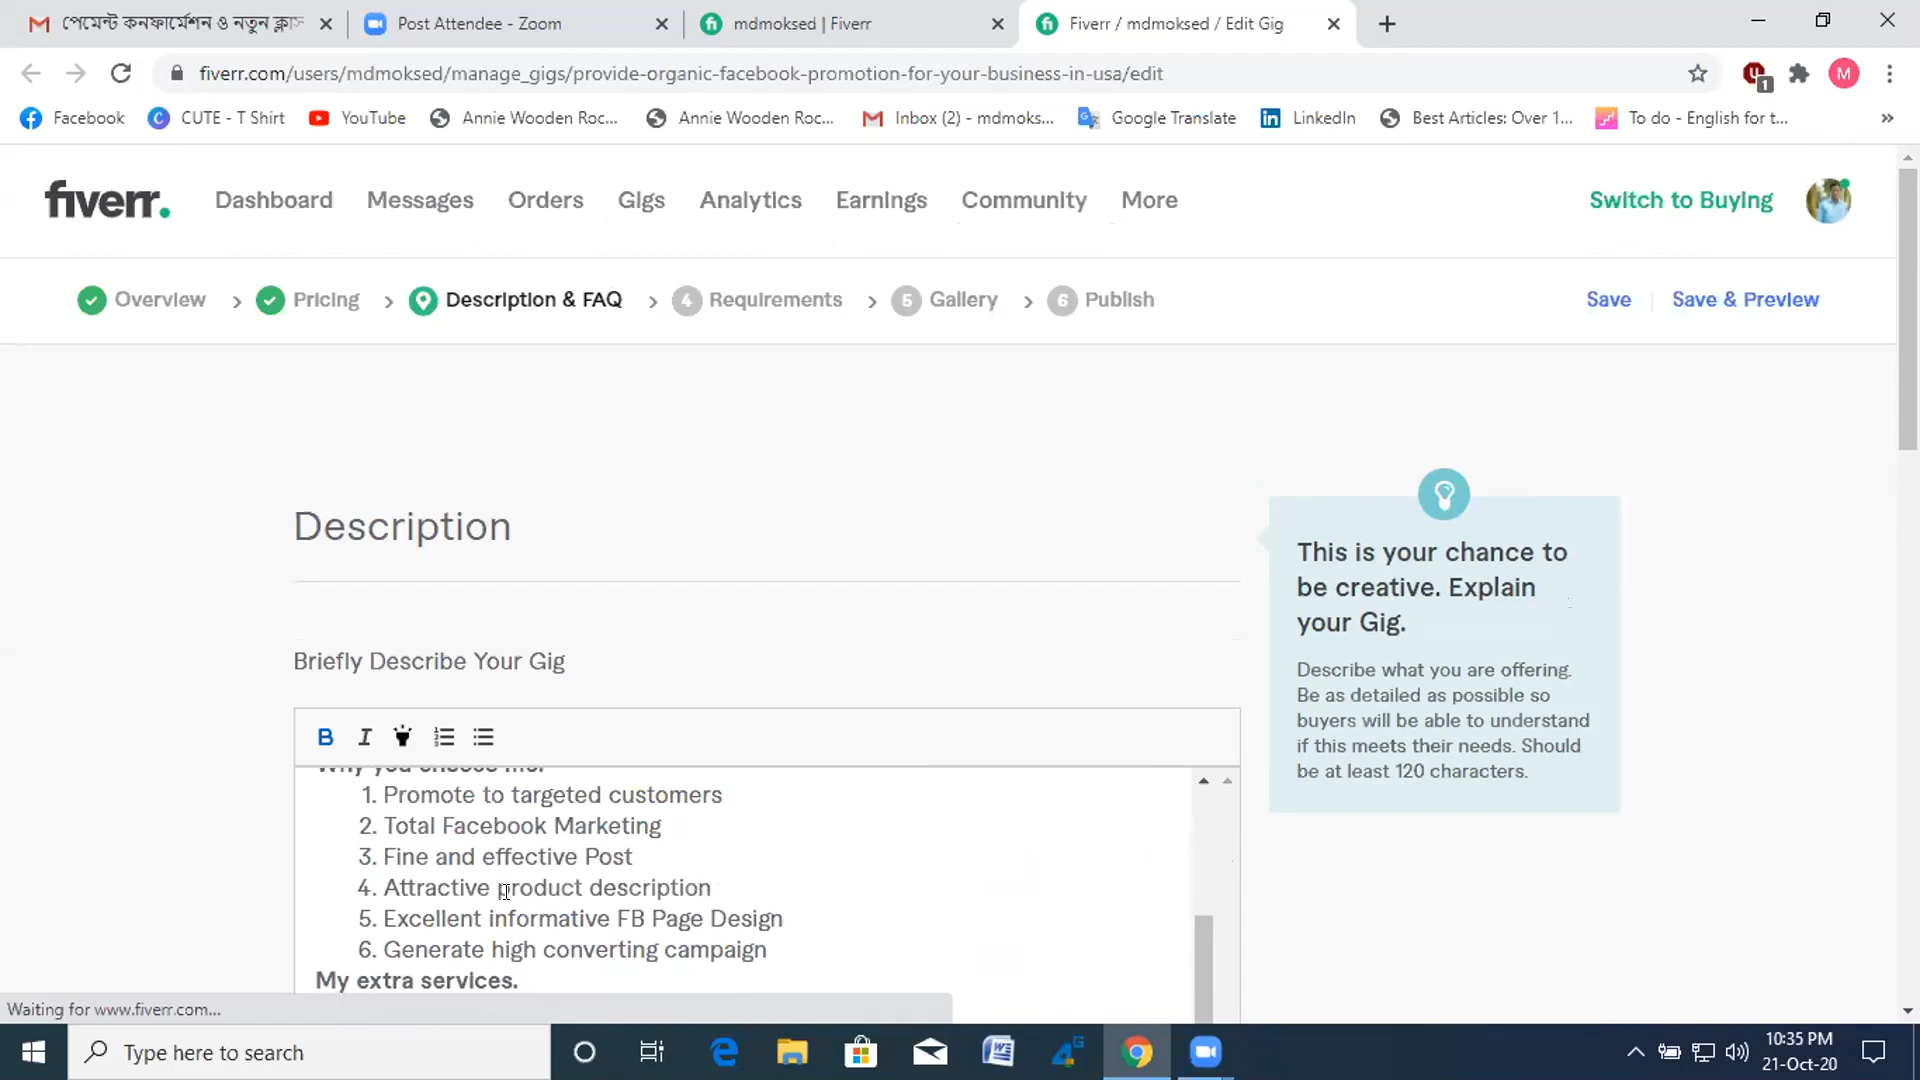 পেমেন্ট কনফার্মেশন ও নতুন ক্লাস
Post Attendee - Zoom
mdmoksed | Fiverr
Fiverr / mdmoksed / Edit Gig
fiverr.com/users/mdmoksed/manage_gigs/provide-organic-facebook-promotion-for-your-business-in-usa/edit
1
M
Facebook
CUTE - T Shirt
YouTube
Annie Wooden Roc...
Annie Wooden Roc...
Inbox (2) - mdmoks...
Google Translate
LinkedIn
Best Articles: Over 1...
To do - English for t...
»
fiverr.
Dashboard
Messages
Orders
Gigs
Analytics
Earnings
Community
More
Switch to Buying
Overview
Pricing
Description & FAQ
4 Requirements
5 Gallery
6 Publish
Save
Save & Preview
Description
This is your chance to
be creative. Explain
your Gig.
Describe what you are offering.
Be as detailed as possible so
buyers will be able to understand
if this meets their needs. Should
be at least 120 characters.
Briefly Describe Your Gig
B I
Why you choose me.
1. Promote to targeted customers
2. Total Facebook Marketing
3. Fine and effective Post
4. Attractive product description
5. Excellent informative FB Page Design
6. Generate high converting campaign
My extra services.
Waiting for www.fiverr.com...
Type here to search
10:35 PM
21-Oct-20